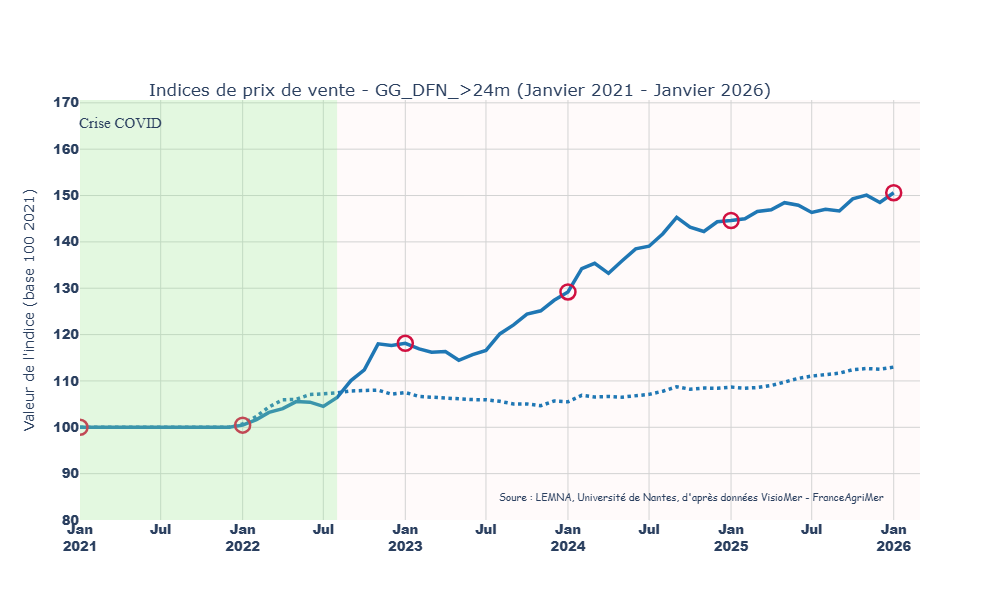 Indices de prix de vente - GG_DFN_>24m (Janvier 2021 - Janvier 2026)
Valeur de l'indice (base 100 2021)
170
160
150
140
130
120
110
100
90
80
Crise COVID
Soure : LEMNA, Université de Nantes, d'après données VisioMer - FranceAgriMer
Jan Jul Jan Jul Jan Jul Jan Jul Jan Jul Jan
2021 2022 2023 2024 2025 2026